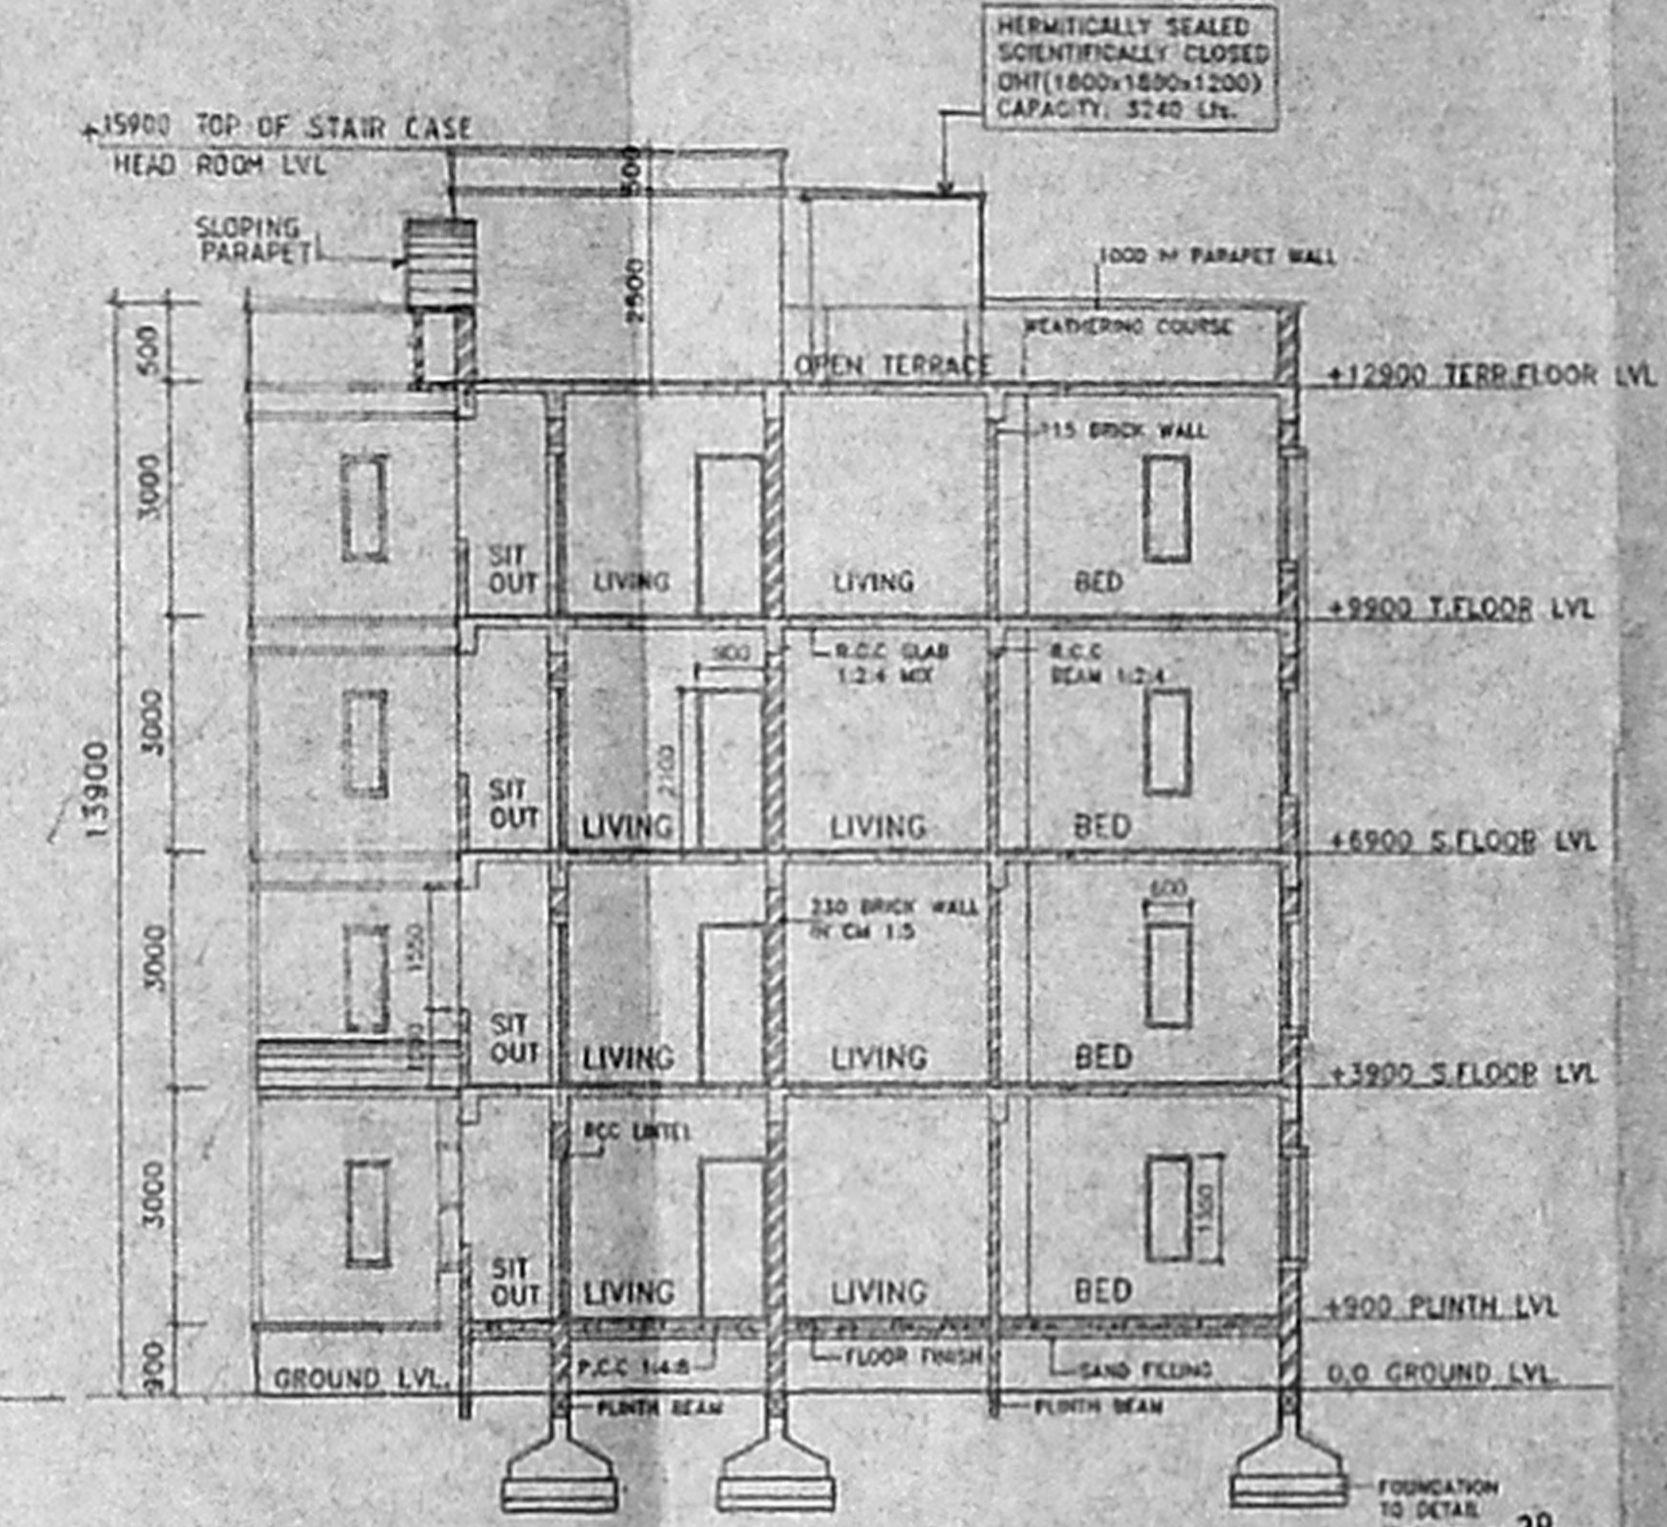 HERMITICALLY SEALED
SCIENTIFICALLY CLOSED
OHT(1800x1800x1200)
CAPACITY: 3240 Lts.
+15900 TOP OF STAIR CASE
HEAD ROOM LVL
SLOPING
PARAPET
500
2500
1000 Ht PARAPET WALL
WEATHERING COURSE
OPEN TERRACE
+12900 TERR.FLOOR LVL
500
3000
115 BRICK WALL
SIT
OUT
LIVING
LIVING
BED
+9900 T.FLOOR LVL
900
R.C.C SLAB
1:2:4 MIX
R.C.C
BEAM 1:2:4
3000
13900
2100
SIT
OUT
LIVING
LIVING
BED
+6900 S.FLOOR LVL
600
230 BRICK WALL
IN CM 1:5
1550
3000
SIT
OUT
LIVING
LIVING
BED
+3900 S.FLOOR LVL
RCC LINTEL
3000
1350
SIT
OUT
LIVING
LIVING
BED
+900 PLINTH LVL
900
GROUND LVL.
P.C.C 1:4:8
FLOOR FINISH
SAND FILLING
0,0 GROUND LVL.
PLINTH BEAM
PLINTH BEAM
FOUNDATION
TO DETAIL